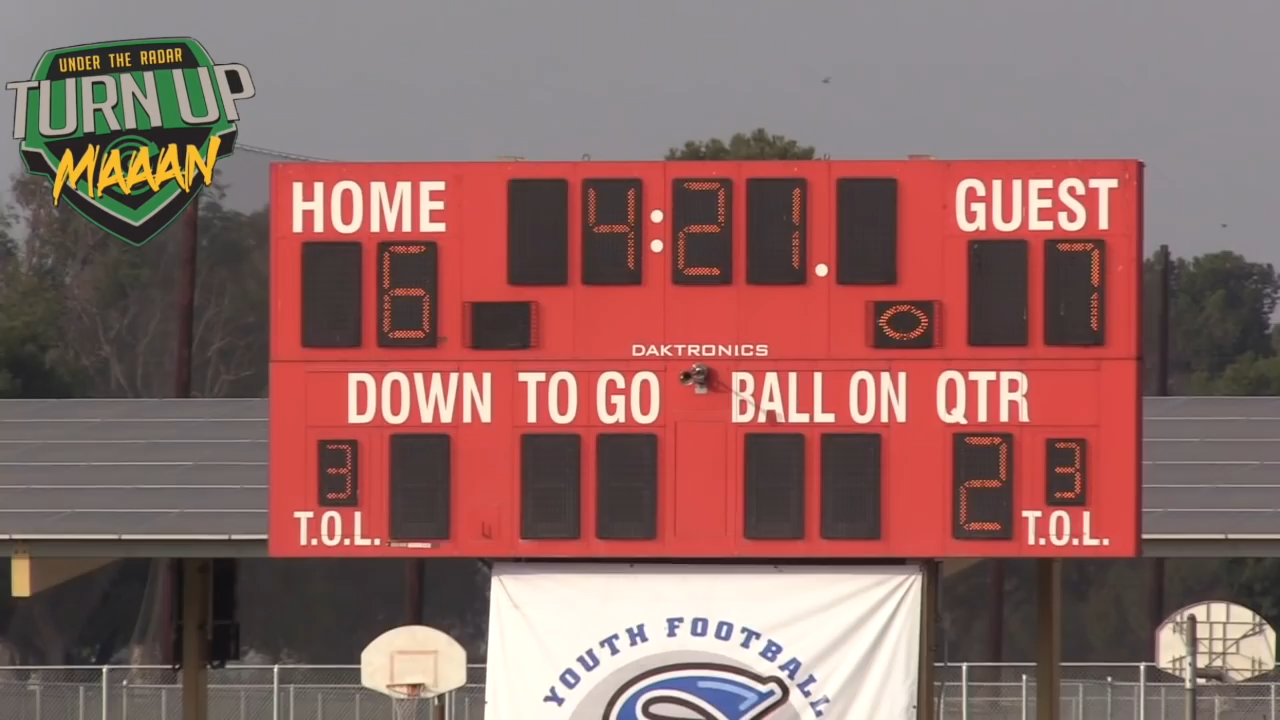 UNDER THE RADAR
TURN UP
MAAAN
HOME 4:21. GUEST
6 0 7
DAKTRONICS
DOWN TO GO BALL ON QTR
3 2 3
T.O.L. T.O.L.
YOUTH FOOTBALL